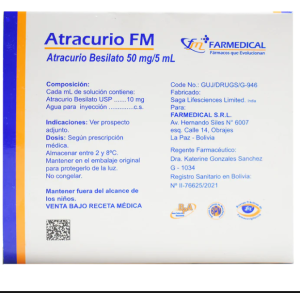 Atracurio FM
Atracurio Besilato 50 mg/5 mL
fm FARMEDICAL
Fármacos que Evolucionan
Composición:
Cada mL de solución contiene:
Atracurio Besilato USP ......10 mg
Agua para inyección ........c.s.
Indicaciones: Ver prospecto
adjunto.
Dosis: Según prescripción
médica.
Almacenar entre 2 y 8ºC.
Mantener en el embalaje original
para protegerlo de la luz.
No congelar.
Mantener fuera del alcance de
los niños.
VENTA BAJO RECETA MÉDICA
Code No.: GUJ/DRUGS/G-946
Fabricado:
Saga Lifesciences Limited. India
Para:
FARMEDICAL S.R.L.
Av. Hernando Siles N° 6007
esq. Calle 14, Obrajes
La Paz - Bolivia
Regente Farmacéutico:
Dra. Katerine Gonzales Sanchez
G - 1034
Registro Sanitario en Bolivia:
N° II-76625/2021